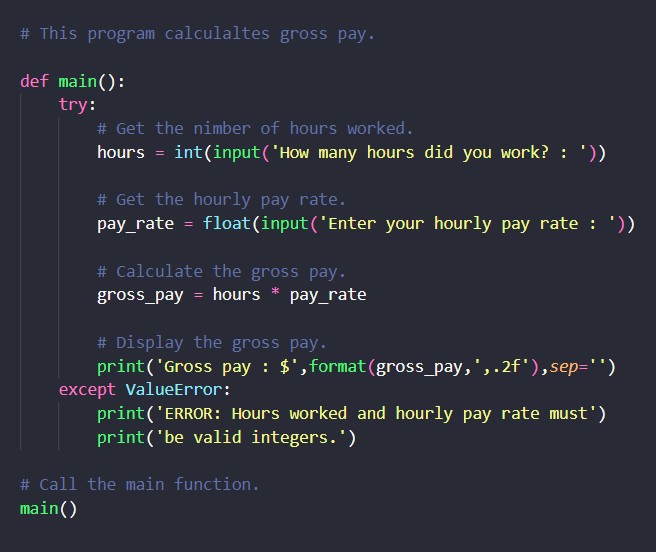 # This program calculaltes gross pay.
def main():
try:
# Get the nimber of hours worked.
hours = int(input('How many hours did you work? : '))
# Get the hourly pay rate.
pay_rate = float(input('Enter your hourly pay rate : '))
# Calculate the gross pay.
gross_pay = hours * pay_rate
# Display the gross pay.
print('Gross pay : $',format(gross_pay,',.2f'),sep='')
except ValueError:
print('ERROR: Hours worked and hourly pay rate must')
print('be valid integers.')
# Call the main function.
main()